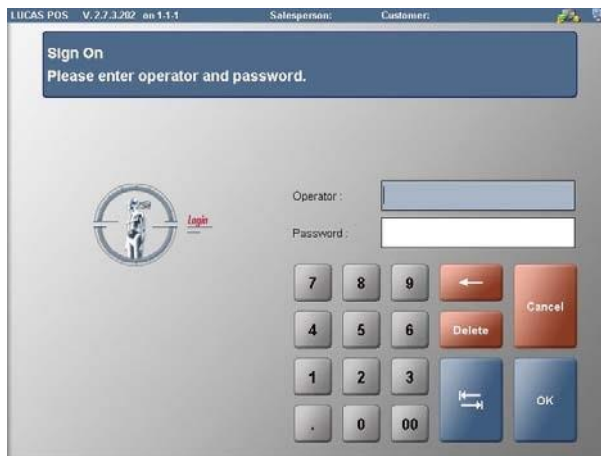 LUCAS POS V.2.7.3.202 on 1-1-1 Salesperson: Customer:
Sign On
Please enter operator and password.
Operator :
Login
Password :
7 8 9
Cancel
4 5 6 Delete
1 2 3
OK
. 0 00